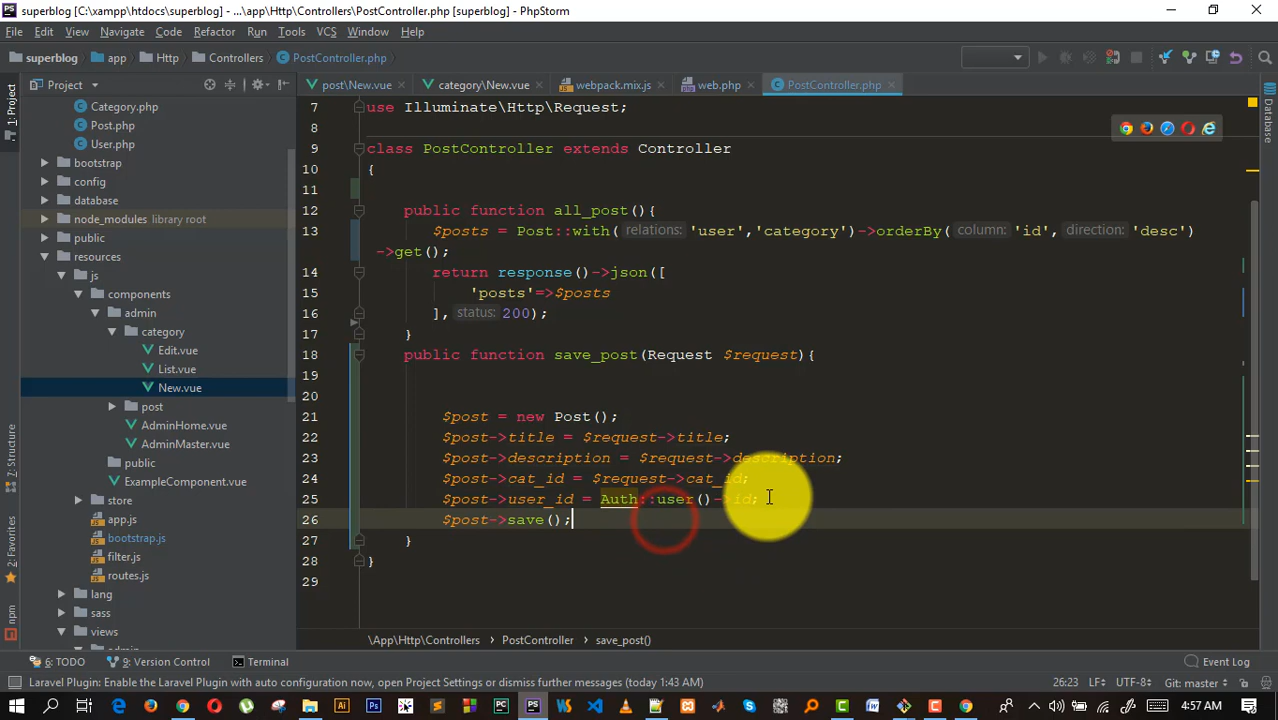 superblog [C:\xampp\htdocs\superblog] - ...\app\Http\Controllers\PostController.php [superblog] - PhpStorm
File Edit View Navigate Code Refactor Run Tools VCS Window Help
superblog app Http Controllers PostController.php
Project
post\New.vue category\New.vue webpack.mix.js web.php PostController.php
1: Project
7: Structure
2: Favorites
npm
Database
Category.php
Post.php
User.php
bootstrap
config
database
node_modules library root
public
resources
js
components
admin
category
Edit.vue
List.vue
New.vue
post
AdminHome.vue
AdminMaster.vue
public
ExampleComponent.vue
store
app.js
bootstrap.js
filter.js
routes.js
lang
sass
views
7 use Illuminate\Http\Request;
8
9 class PostController extends Controller
10 {
11
12 public function all_post(){
13 $posts = Post::with( relations: 'user','category')->orderBy( column: 'id', direction: 'desc')
->get();
14 return response()->json([
15 'posts'=>$posts
16 ], status: 200);
17 }
18 public function save_post(Request $request){
19
20
21 $post = new Post();
22 $post->title = $request->title;
23 $post->description = $request->description;
24 $post->cat_id = $request->cat_id;
25 $post->user_id = Auth::user()->id;
26 $post->save();
27 }
28 }
29
\App\Http\Controllers PostController save_post()
6: TODO 9: Version Control Terminal Event Log
Laravel Plugin: Enable the Laravel Plugin with Auto Configuration now, open Project Settings or dismiss further messages (today 1:43 AM) 26:23 LF÷ UTF-8÷ Git: master÷
4:57 AM